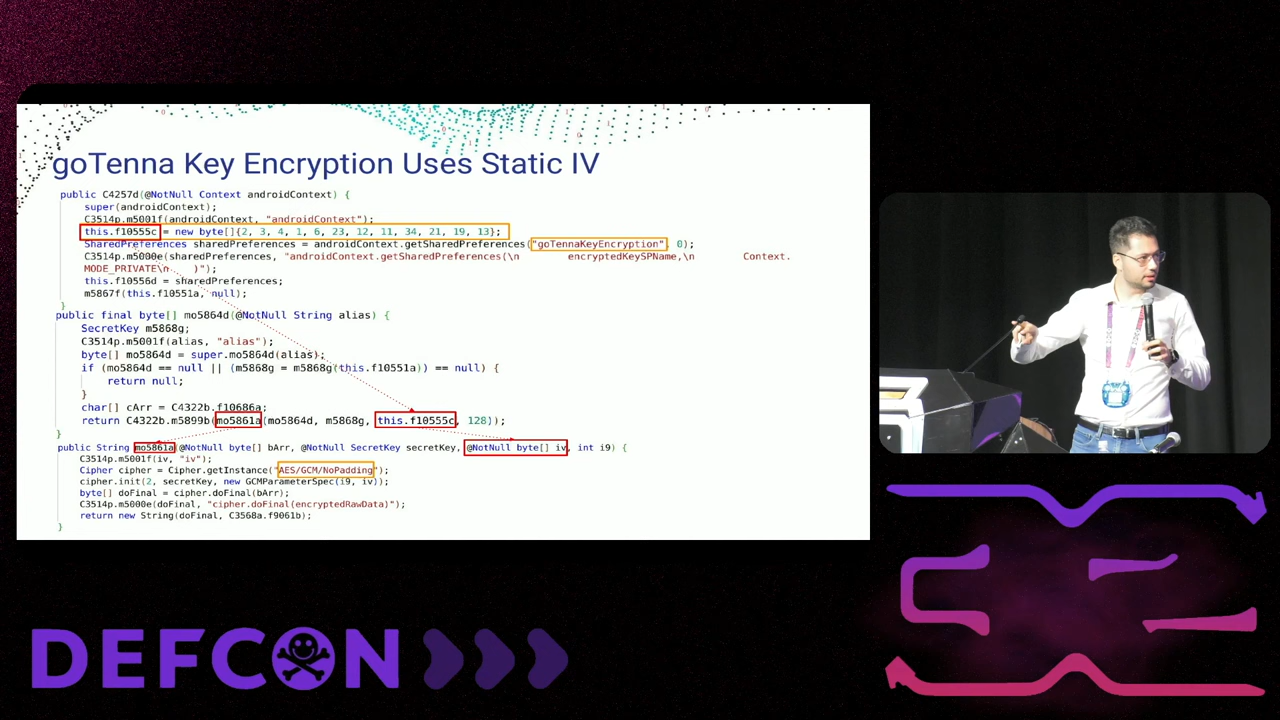 goTenna Key Encryption Uses Static IV
public C4257d(@NotNull Context androidContext) {
super(androidContext);
C3514p.m5001f(androidContext, "androidContext");
this.f10555c = new byte[]{2, 3, 4, 1, 6, 23, 12, 11, 34, 21, 19, 13};
SharedPreferences sharedPreferences = androidContext.getSharedPreferences("goTennaKeyEncryption", 0);
C3514p.m5000e(sharedPreferences, "androidContext.getSharedPreferences(\n encryptedKeySPName,\n Context.
MODE_PRIVATE\n )");
this.f10556d = sharedPreferences;
m5867f(this.f10551a, null);
}
public final byte[] mo5864d(@NotNull String alias) {
SecretKey m5868g;
C3514p.m5001f(alias, "alias");
byte[] mo5864d = super.mo5864d(alias);
if (mo5864d == null || (m5868g = m5868g(this.f10551a)) == null) {
return null;
}
char[] cArr = C4322b.f10686a;
return C4322b.m5899b(mo5861a(mo5864d, m5868g, this.f10555c, 128));
}
public String mo5861a(@NotNull byte[] bArr, @NotNull SecretKey secretKey, @NotNull byte[] iv, int i9) {
C3514p.m5001f(iv, "iv");
Cipher cipher = Cipher.getInstance("AES/GCM/NoPadding");
cipher.init(2, secretKey, new GCMParameterSpec(i9, iv));
byte[] doFinal = cipher.doFinal(bArr);
C3514p.m5000e(doFinal, "cipher.doFinal(encryptedRawData)");
return new String(doFinal, C3568a.f9061b);
}
DEFCON